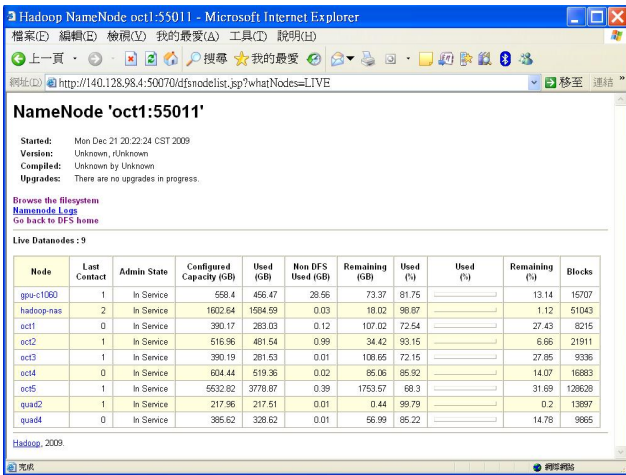 Hadoop NameNode oct1:55011 - Microsoft Internet Explorer
檔案(F) 編輯(E) 檢視(V) 我的最愛(A) 工具(T) 說明(H)
上一頁 搜尋 我的最愛
網址(D) http://140.128.98.4:50070/dfsnodelist.jsp?whatNodes=LIVE 移至 連結 »
NameNode 'oct1:55011'
Started: Mon Dec 21 20:22:24 CST 2009
Version: Unknown, rUnknown
Compiled: Unknown by Unknown
Upgrades: There are no upgrades in progress.
Browse the filesystem
Namenode Logs
Go back to DFS home
Live Datanodes : 9
Node Last Contact Admin State Configured Capacity (GB) Used (GB) Non DFS Used (GB) Remaining (GB) Used (%) Used (%) Remaining (%) Blocks
gpu-c1060 1 In Service 558.4 456.47 28.56 73.37 81.75 13.14 15707
hadoop-nas 2 In Service 1602.64 1584.59 0.03 18.02 98.87 1.12 51043
oct1 0 In Service 390.17 283.03 0.12 107.02 72.54 27.43 8215
oct2 1 In Service 516.96 481.54 0.99 34.42 93.15 6.66 21911
oct3 1 In Service 390.19 281.53 0.01 108.65 72.15 27.85 9336
oct4 0 In Service 604.44 519.36 0.02 85.06 85.92 14.07 16883
oct5 1 In Service 5532.82 3778.87 0.39 1753.57 68.3 31.69 128628
quad2 1 In Service 217.96 217.51 0.01 0.44 99.79 0.2 13897
quad4 0 In Service 385.62 328.62 0.01 56.99 85.22 14.78 9865
Hadoop, 2009.
完成 網際網路